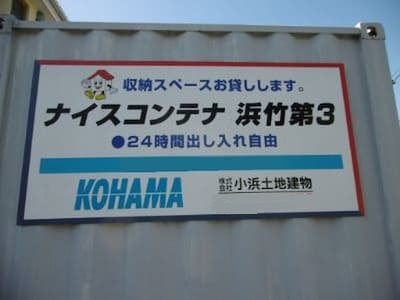 収納スペースお貸しします。
ナイスコンテナ 浜竹第3
●24時間出し入れ自由
KOHAMA 株式会社 小浜土地建物